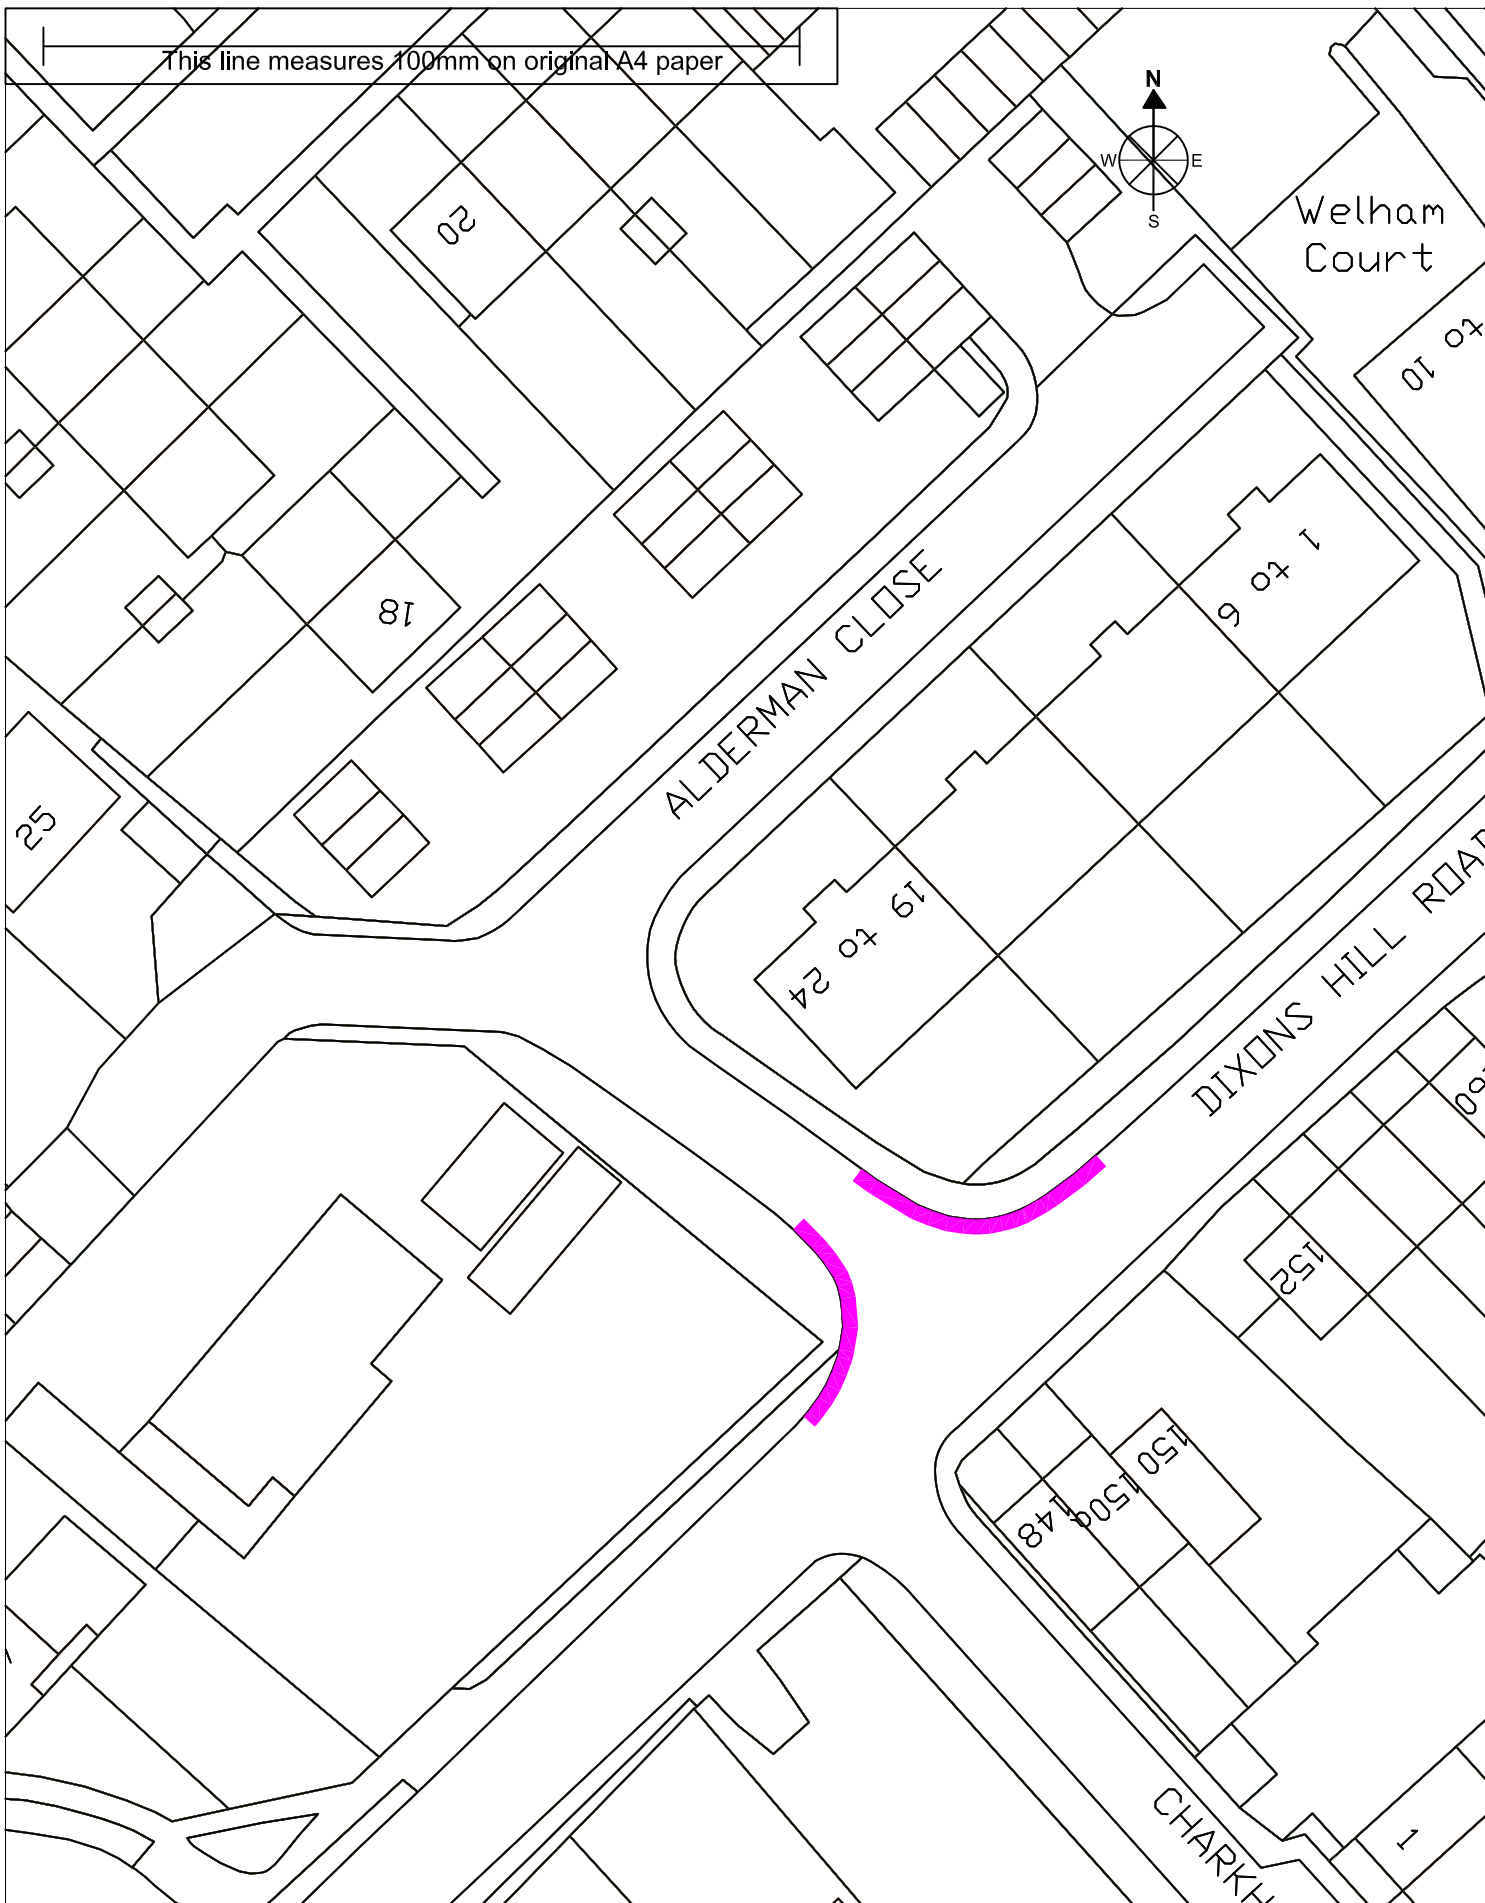 This line measures 100mm on original A4 paper
N
W E
S
Welham
Court
20
10 to
18
1 to 6
ALDERMAN CLOSE
25
19 to 24
DIXONS HILL ROAD
152
150
150a
148
1